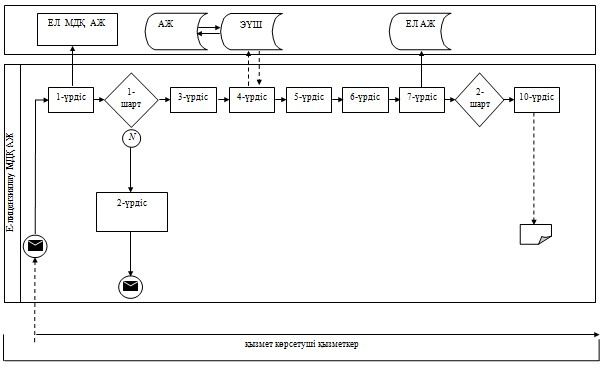 ЕЛ МДҚ АЖ
АЖ
ЭҮШ
ЕЛ АЖ
Е-лицензиялау МДҚ АЖ
1-үрдіс
1-
шарт
3-үрдіс
4-үрдіс
5-үрдіс
6-үрдіс
7-үрдіс
2-
шарт
10-үрдіс
N
2-үрдіс
қызмет көрсетуші қызметкер